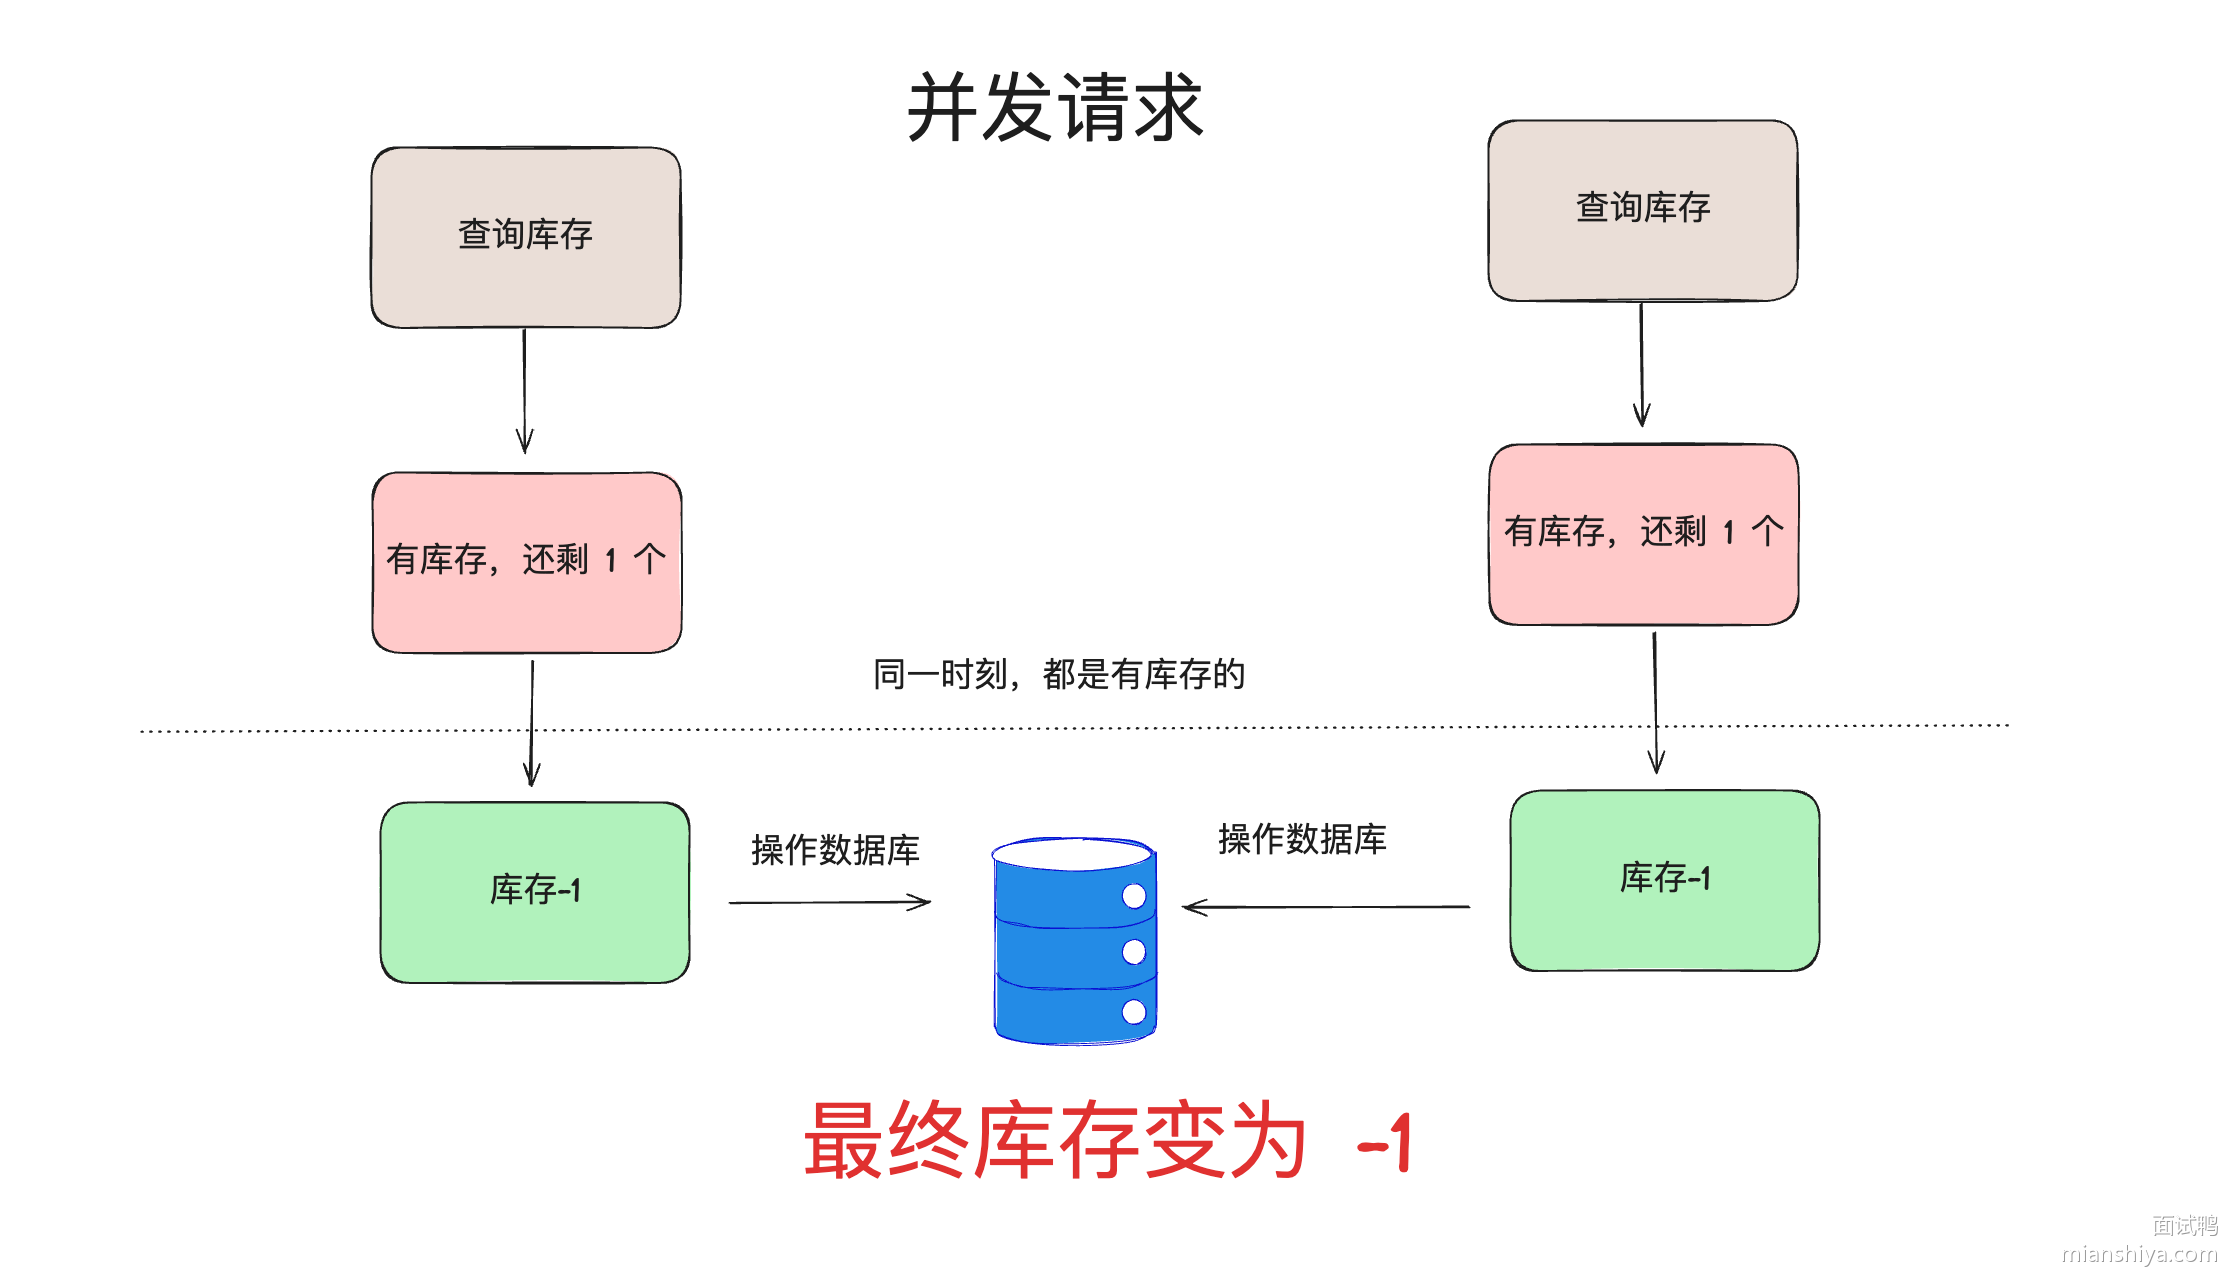 并发请求
查询库存
查询库存
有库存，还剩 1 个
有库存，还剩 1 个
同一时刻，都是有库存的
操作数据库
操作数据库
库存-1
库存-1
最终库存变为 -1
面试鸭
mianshiya.com